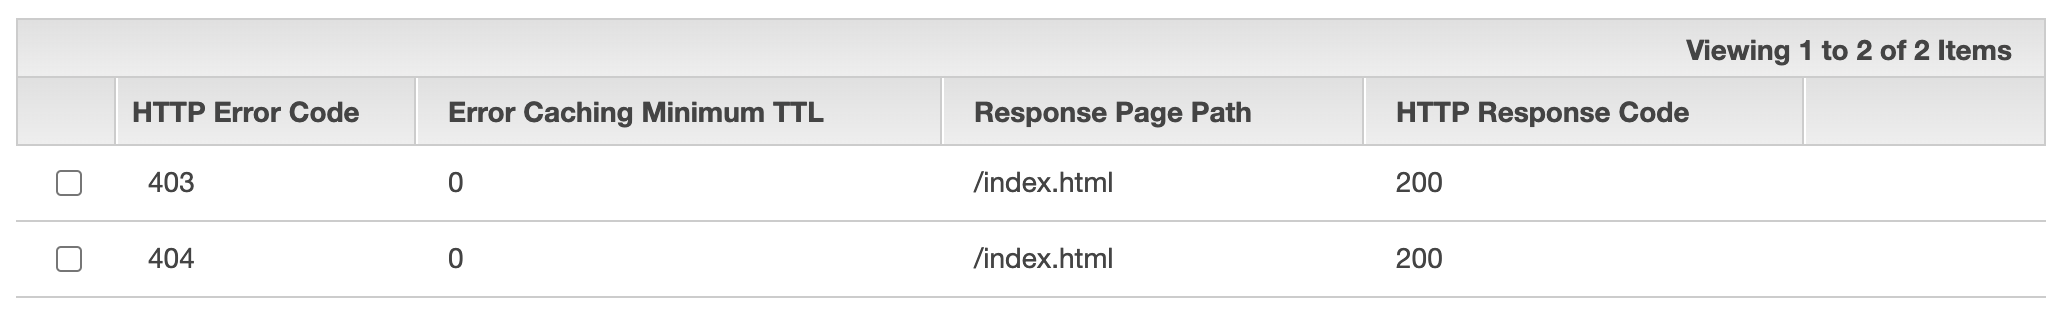 Viewing 1 to 2 of 2 Items
HTTP Error Code Error Caching Minimum TTL Response Page Path HTTP Response Code
403 0 /index.html 200
404 0 /index.html 200